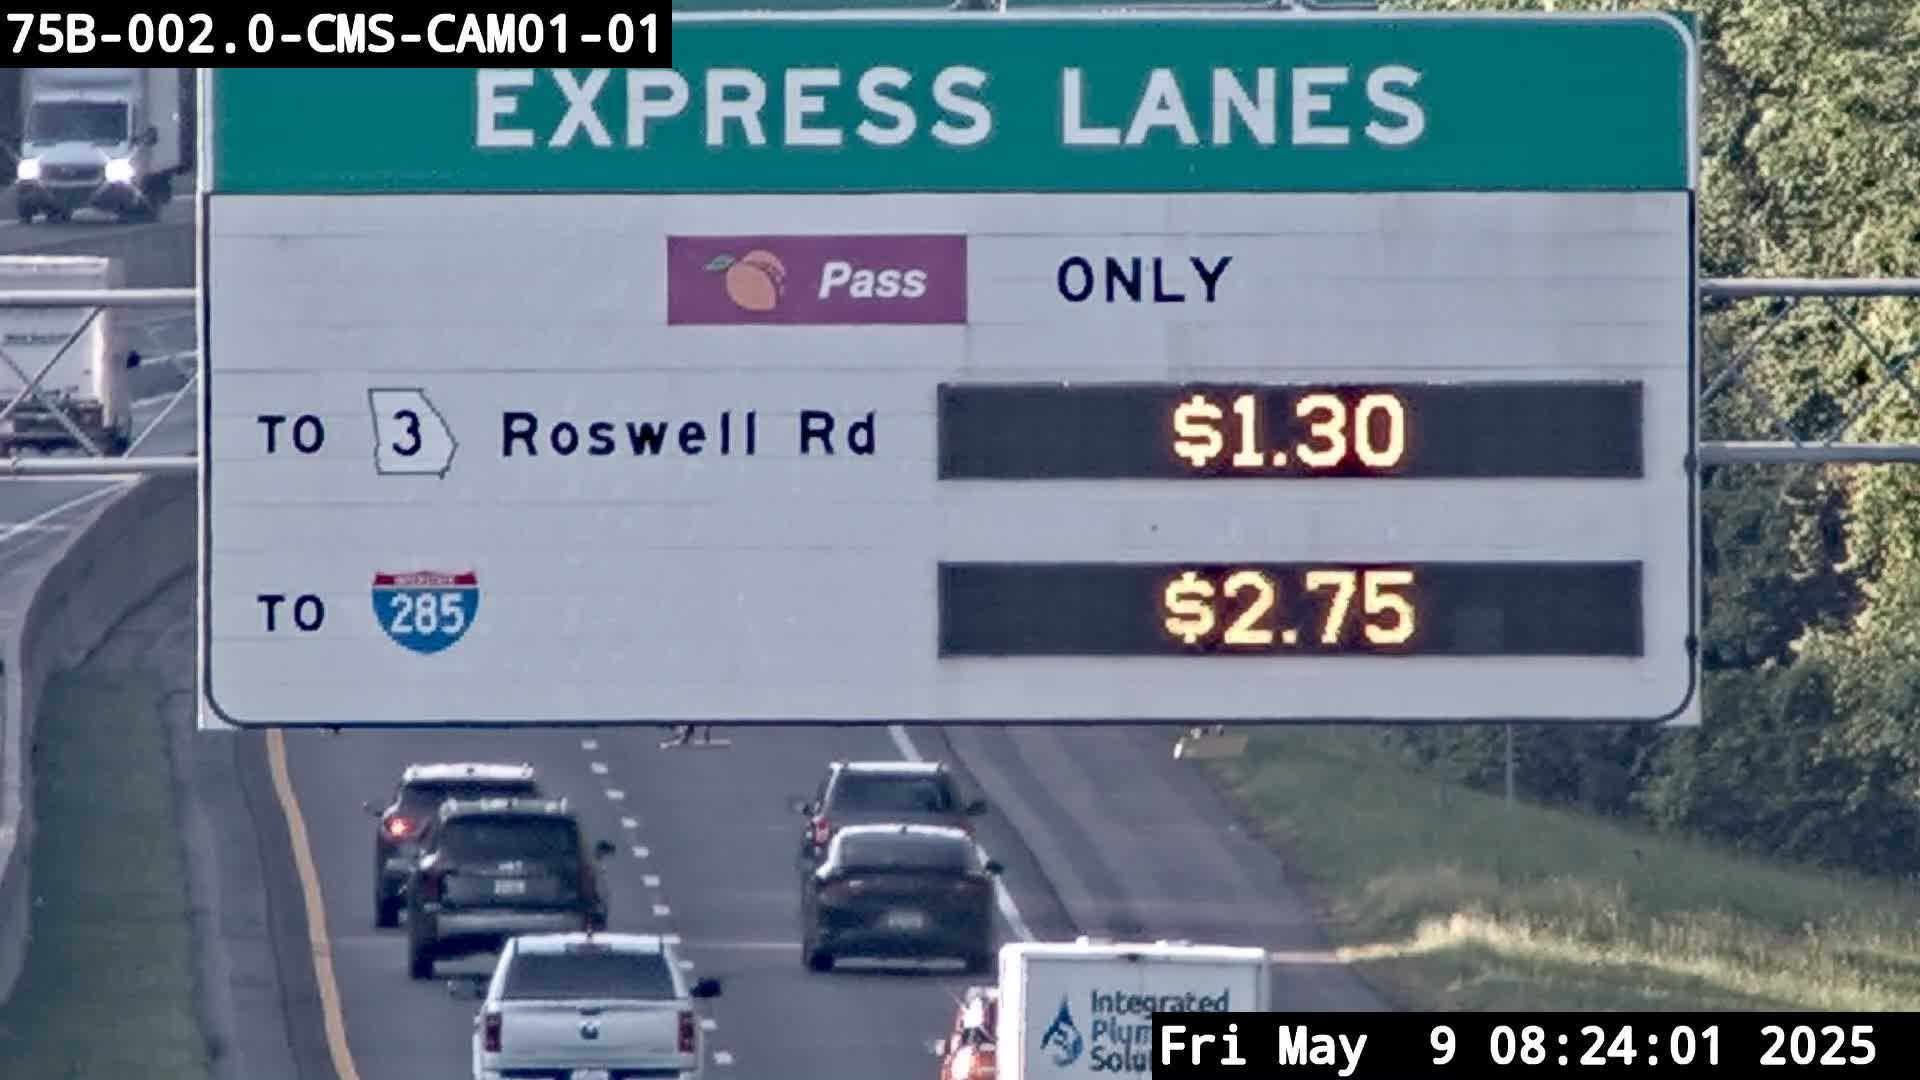 75B-002.0-CMS-CAM01-01
EXPRESS LANES
Pass ONLY
TO 3 Roswell Rd $1.30
INTERSTATE
TO 285 $2.75
Integrated
Fri May 9 08:24:01 2025